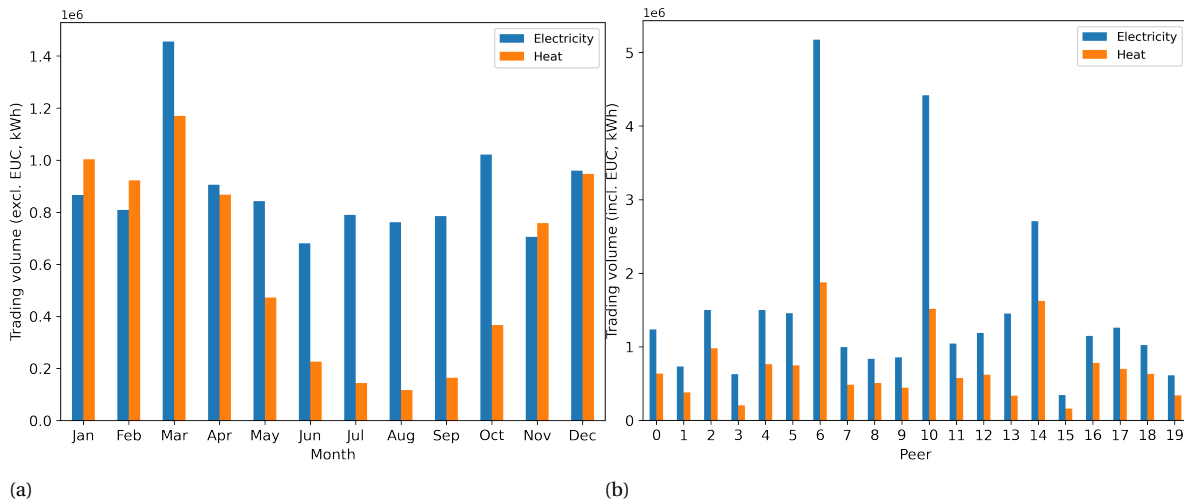 1e6
Trading volume (excl. EUC, kWh)
1.4
1.2
1.0
0.8
0.6
0.4
0.2
0.0
Electricity
Heat
Jan Feb Mar Apr May Jun Jul Aug Sep Oct Nov Dec
Month
(a)
1e6
Trading volume (incl. EUC, kWh)
5
4
3
2
1
0
Electricity
Heat
0 1 2 3 4 5 6 7 8 9 10 11 12 13 14 15 16 17 18 19
Peer
(b)